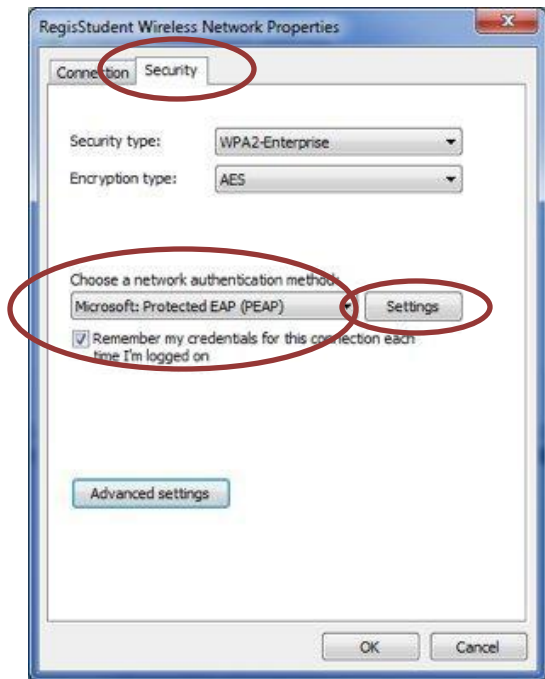 RegisStudent Wireless Network Properties
Connection Security
Security type: WPA2-Enterprise
Encryption type: AES
Choose a network authentication method:
Microsoft: Protected EAP (PEAP) Settings
Remember my credentials for this connection each
time I'm logged on
Advanced settings
OK Cancel